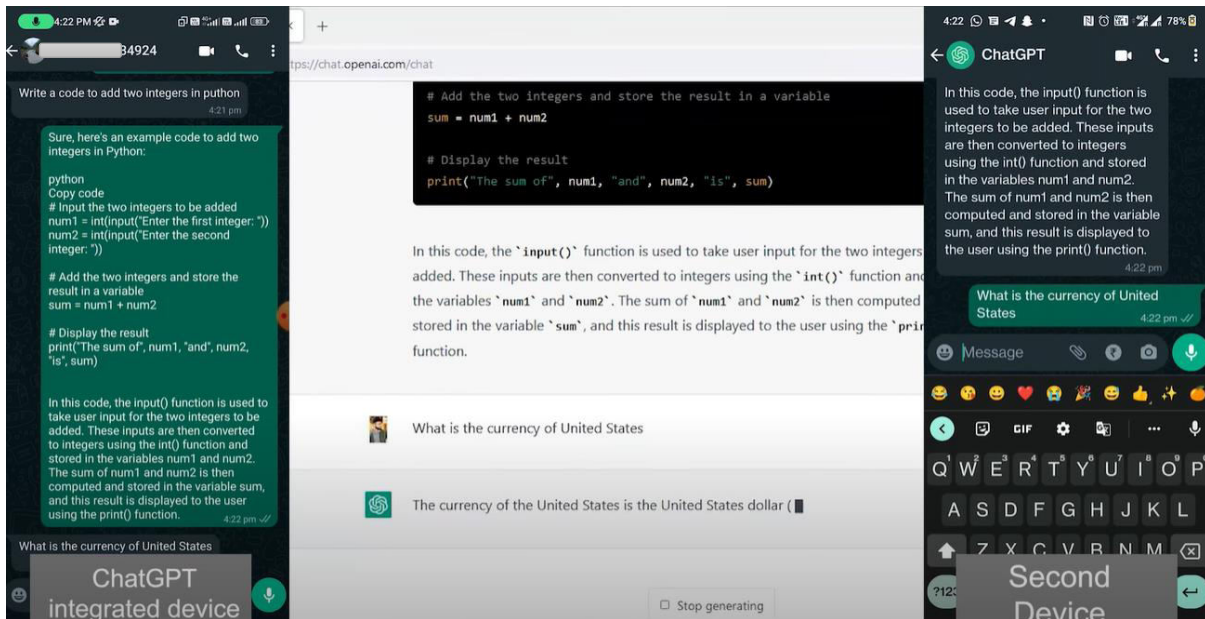 4:22 PM
34924
Write a code to add two integers in puthon
4:21 pm
Sure, here's an example code to add two
integers in Python:
python
Copy code
# Input the two integers to be added
num1 = int(input("Enter the first integer: "))
num2 = int(input("Enter the second
integer: "))
# Add the two integers and store the
result in a variable
sum = num1 + num2
# Display the result
print("The sum of", num1, "and", num2,
"is", sum)
In this code, the input() function is used to
take user input for the two integers to be
added. These inputs are then converted
to integers using the int() function and
stored in the variables num1 and num2.
The sum of num1 and num2 is then
computed and stored in the variable sum,
and this result is displayed to the user
using the print() function.
4:22 pm
What is the currency of United States
ChatGPT
integrated device
tps://chat.openai.com/chat
# Add the two integers and store the result in a variable
sum = num1 + num2
# Display the result
print("The sum of", num1, "and", num2, "is", sum)
In this code, the `input()` function is used to take user input for the two integers
added. These inputs are then converted to integers using the `int()` function and
the variables `num1` and `num2`. The sum of `num1` and `num2` is then computed
stored in the variable `sum`, and this result is displayed to the user using the `prin
function.
What is the currency of United States
The currency of the United States is the United States dollar (
Stop generating
4:22
78%
ChatGPT
In this code, the input() function is
used to take user input for the two
integers to be added. These inputs
are then converted to integers
using the int() function and stored
in the variables num1 and num2.
The sum of num1 and num2 is then
computed and stored in the variable
sum, and this result is displayed to
the user using the print() function.
4:22 pm
What is the currency of United
States
4:22 pm
Message
GIF
Q W E R T Y U I O P
1 2 3 4 5 6 7 8 9
A S D F G H J K L
Z X C V B N M
?123
Second
Device